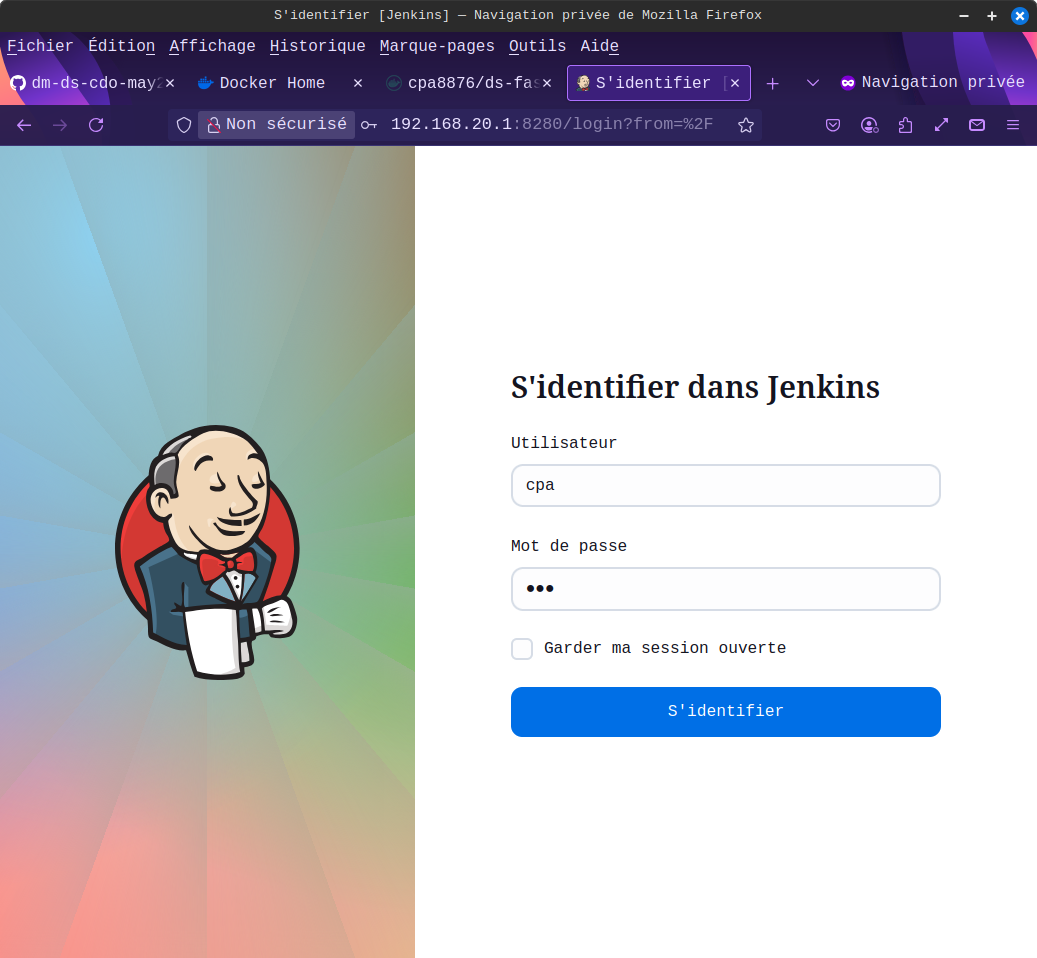 S'identifier [Jenkins] — Navigation privée de Mozilla Firefox
Fichier Édition Affichage Historique Marque-pages Outils Aide
dm-ds-cdo-may2 Docker Home cpa8876/ds-fas S'identifier [ Navigation privée
Non sécurisé 192.168.20.1:8280/login?from=%2F
S'identifier dans Jenkins
Utilisateur
cpa
Mot de passe
•••
Garder ma session ouverte
S'identifier